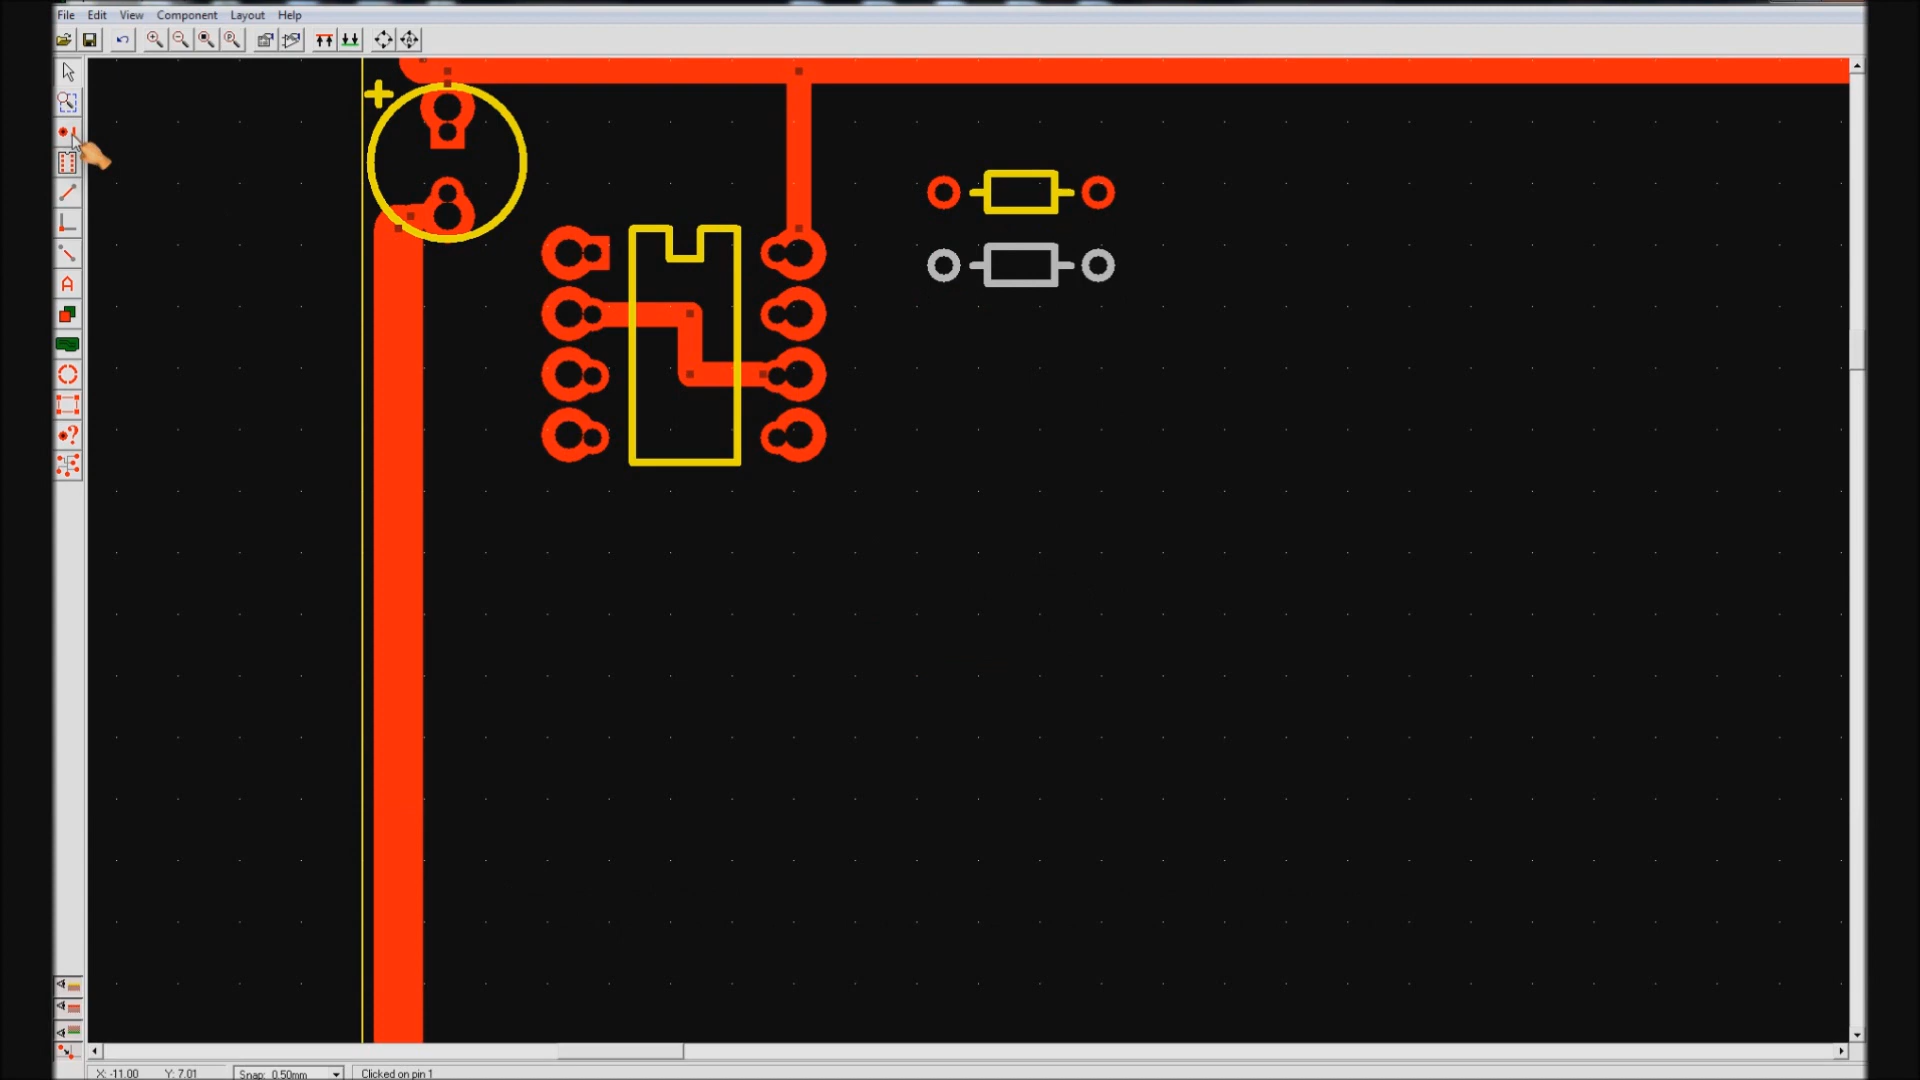 File Edit View Component Layout Help
A
?
X: -11.00 Y: 7.01 Snap: 0.50mm Clicked on pin 1